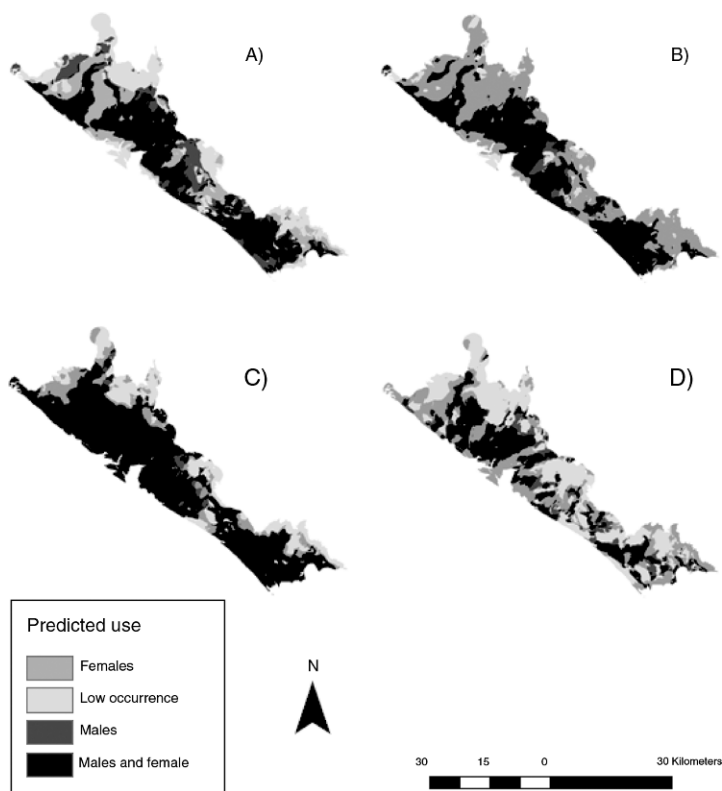 A)
B)
C)
D)
Predicted use
Females
Low occurrence
Males
Males and female
N
30 15 0 30 Kilometers